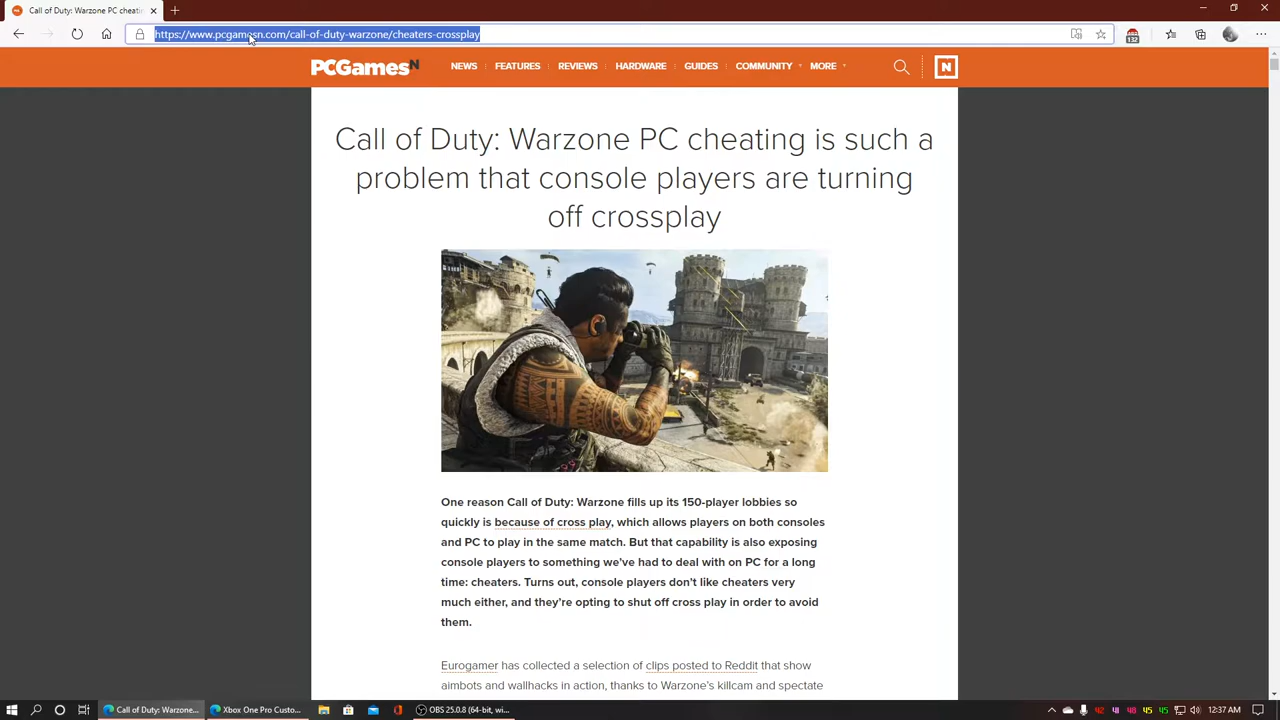 Call of Duty: Warzone PC cheati
https://www.pcgamesn.com/call-of-duty-warzone/cheaters-crossplay
132
PCGamesN
NEWS
FEATURES
REVIEWS
HARDWARE
GUIDES
COMMUNITY
MORE
N
Call of Duty: Warzone PC cheating is such a
problem that console players are turning
off crossplay
One reason Call of Duty: Warzone fills up its 150-player lobbies so
quickly is because of cross play, which allows players on both consoles
and PC to play in the same match. But that capability is also exposing
console players to something we've had to deal with on PC for a long
time: cheaters. Turns out, console players don't like cheaters very
much either, and they're opting to shut off cross play in order to avoid
them.
Eurogamer has collected a selection of clips posted to Reddit that show
aimbots and wallhacks in action, thanks to Warzone's killcam and spectate
Call of Duty: Warzone...
Xbox One Pro Custo...
OBS 25.0.8 (64-bit, wi...
12:37 AM